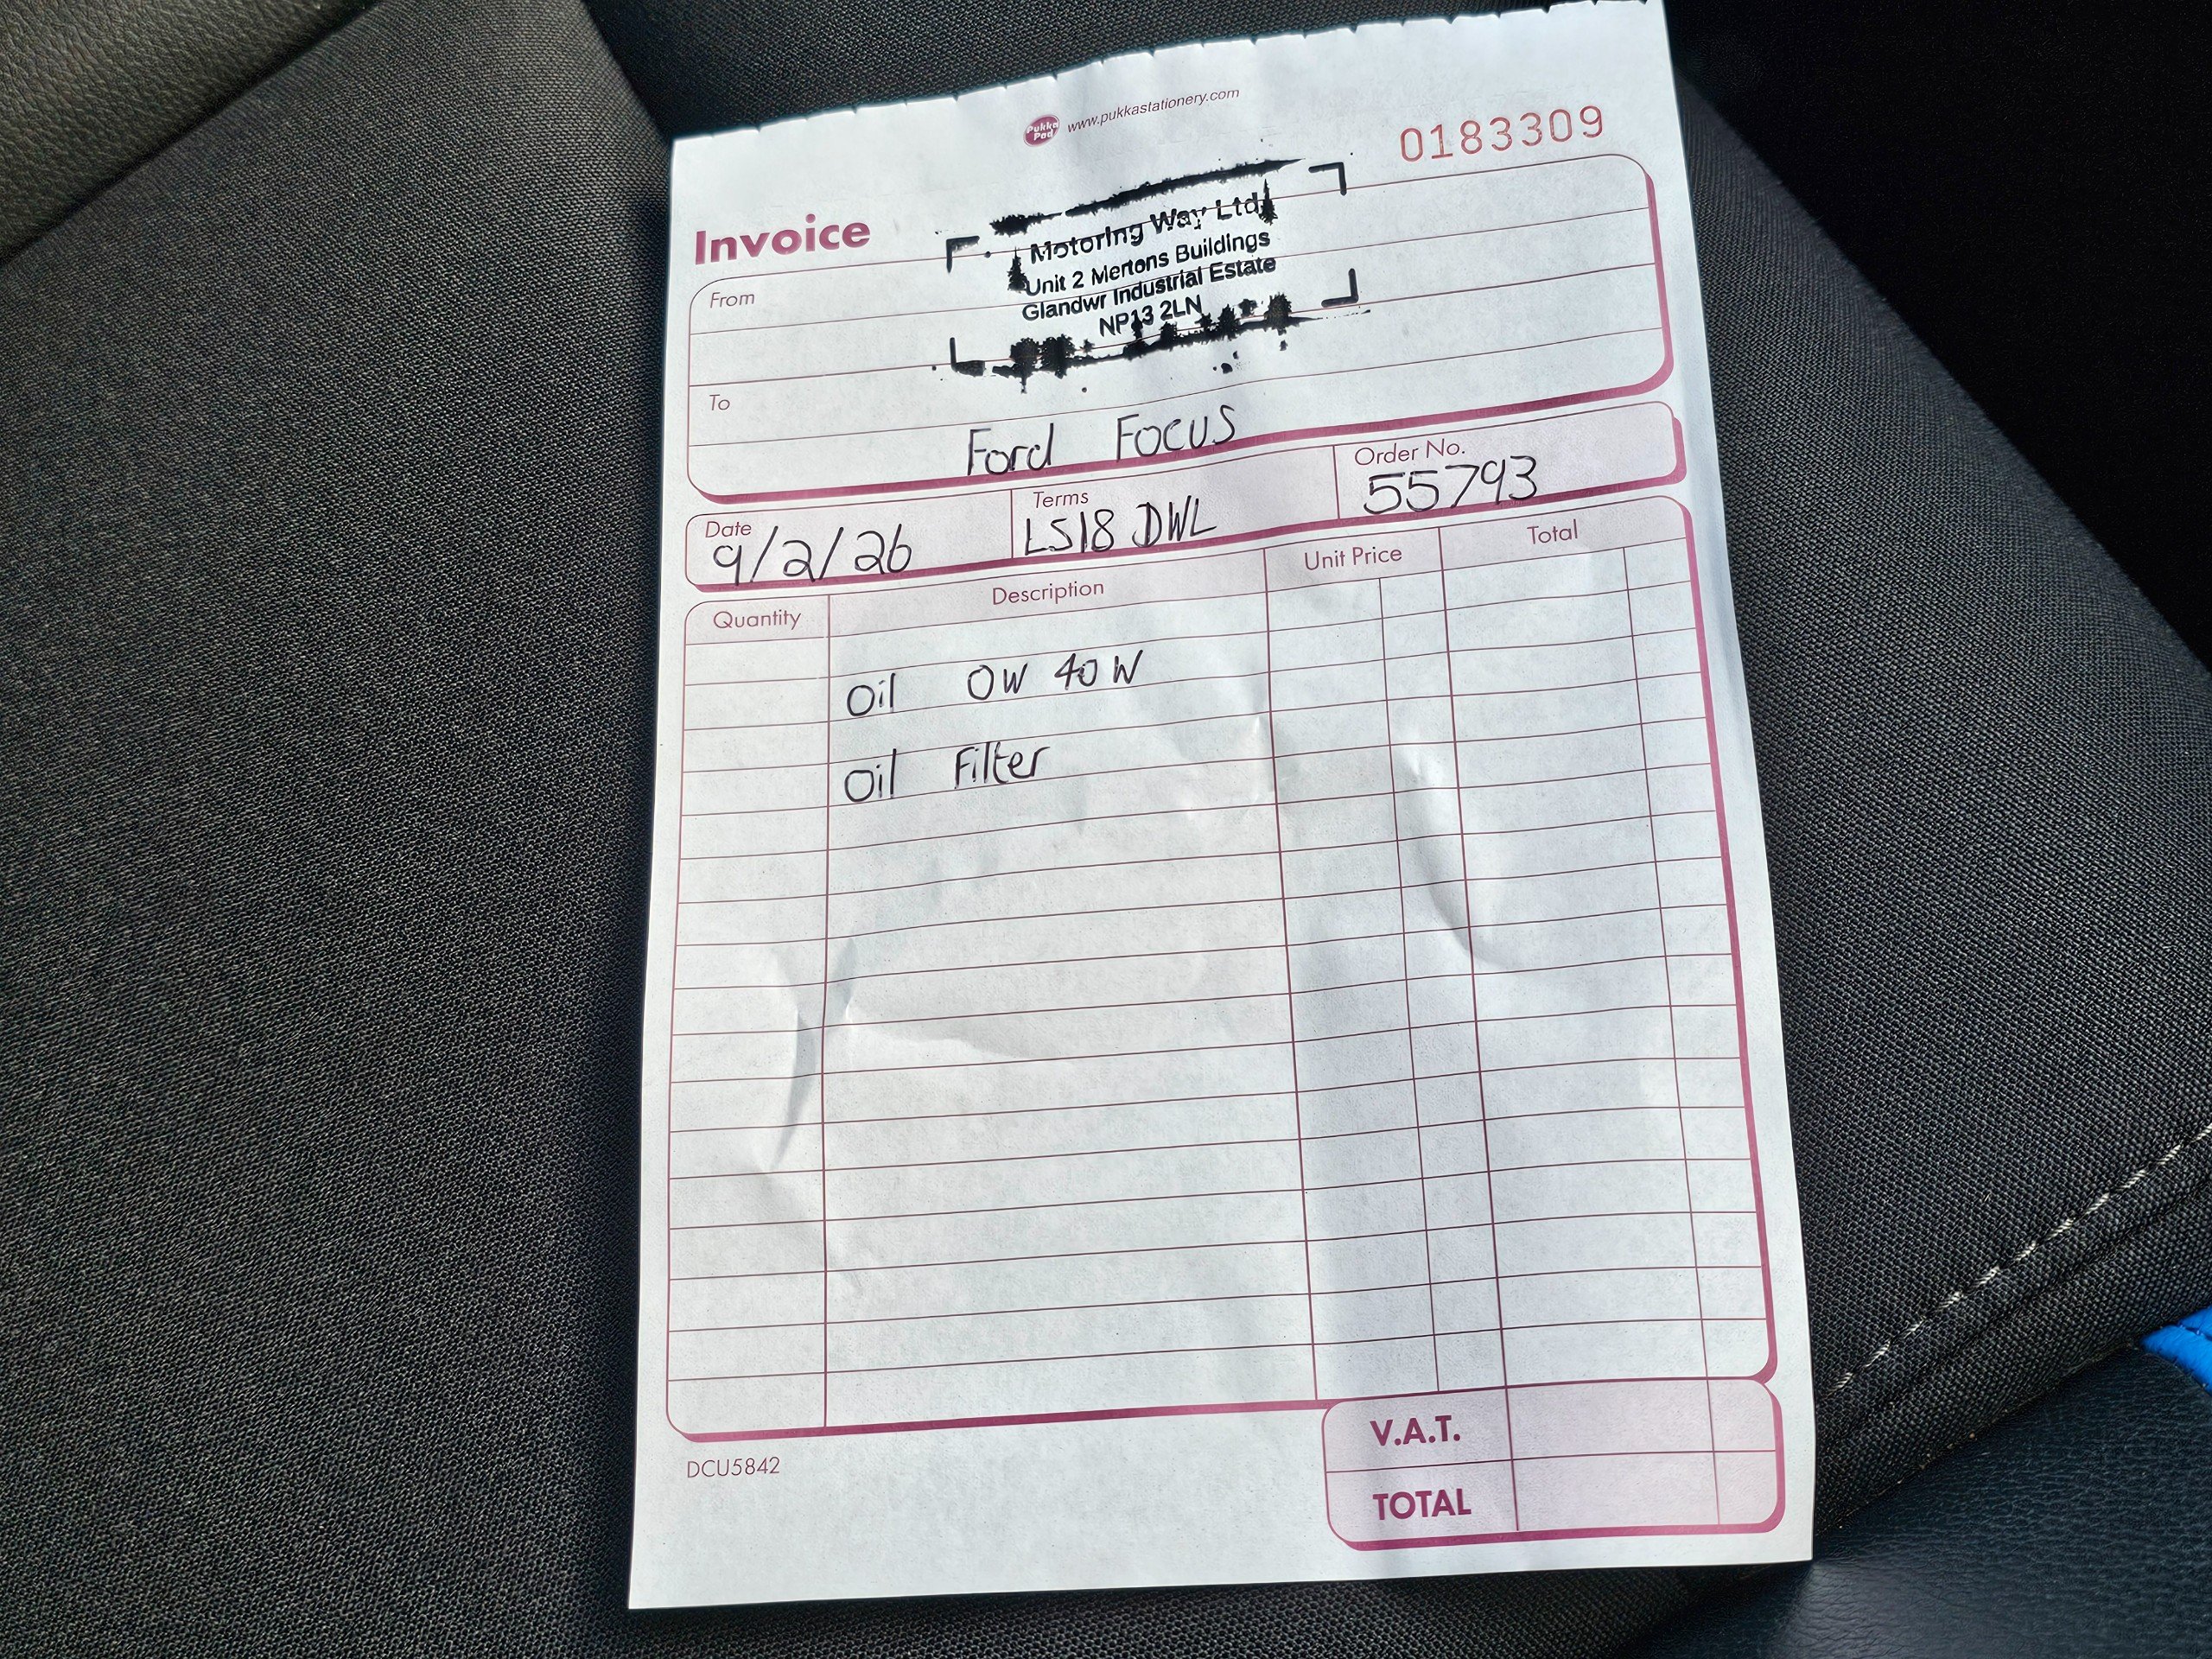 Pukka Pad www.pukkastationery.com
0183309
Invoice
Motoring Way Ltd
Unit 2 Mertons Buildings
Glandwr Industrial Estate
NP13 2LN
From
To
Ford Focus
Date 9/2/26
Terms LS18 DWL
Order No. 55793
Quantity Description Unit Price Total
Oil 0W 40W
Oil Filter
V.A.T.
TOTAL
DCU5842